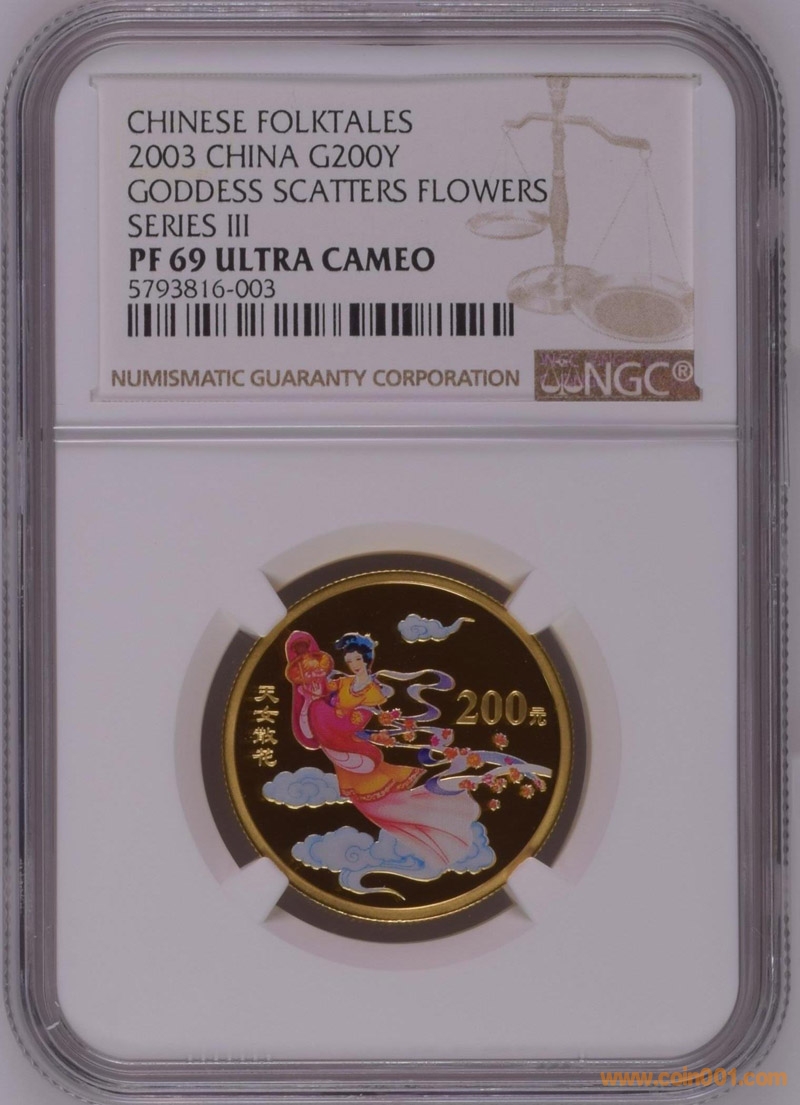 CHINESE FOLKTALES
2003 CHINA G200Y
GODDESS SCATTERS FLOWERS
SERIES III
PF 69 ULTRA CAMEO
5793816-003
NUMISMATIC GUARANTY CORPORATION
NGC®
天女散花
200元
www.coin001.com